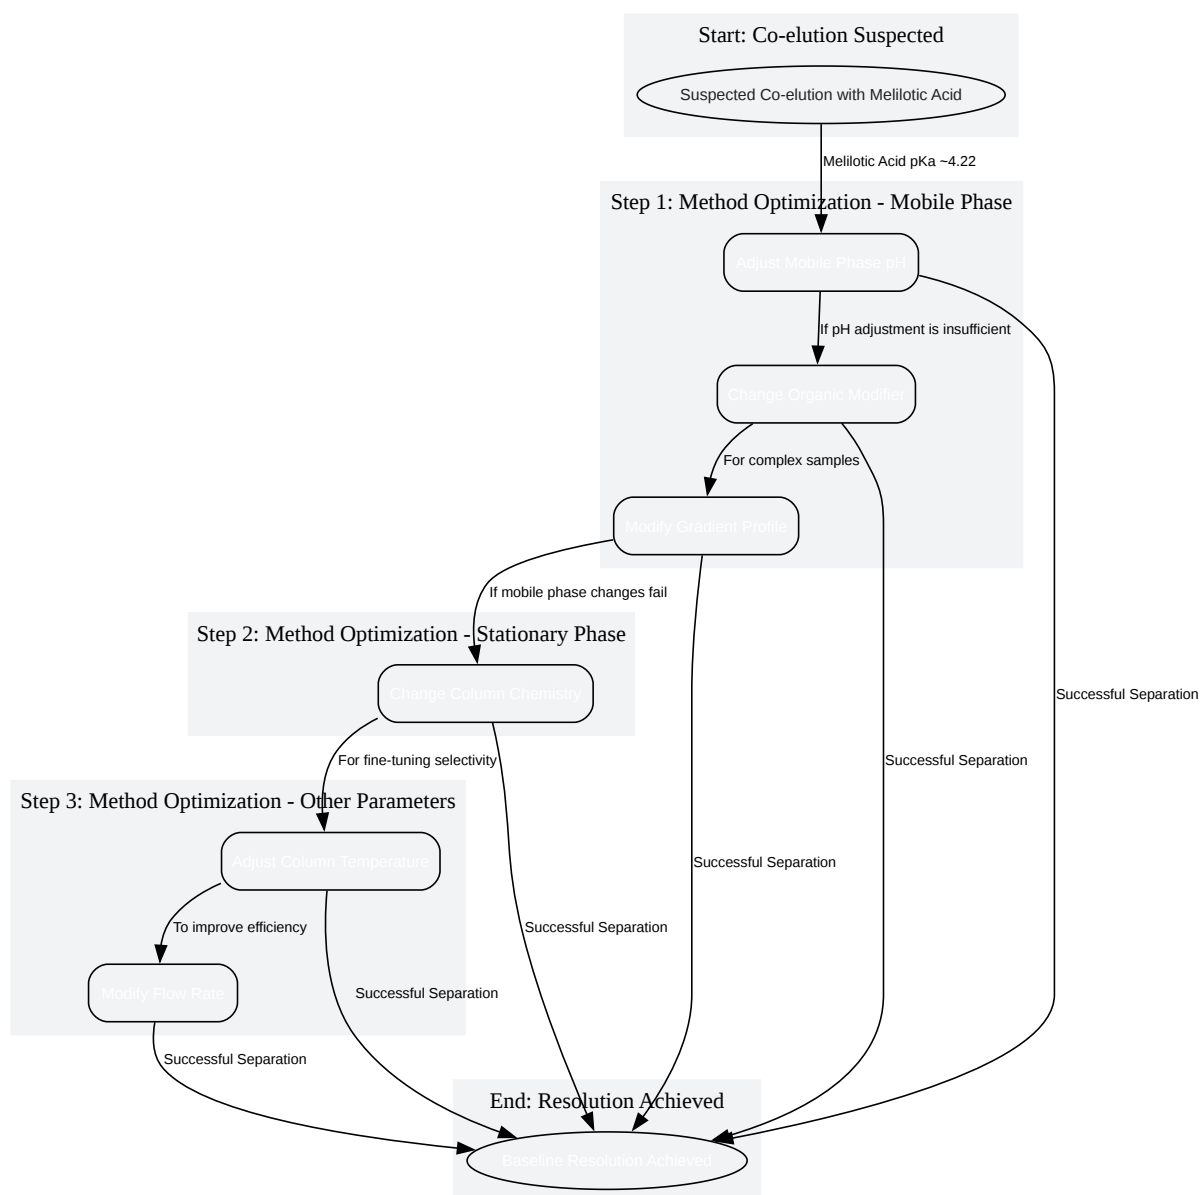 Start: Co-elution Suspected
Suspected Co-elution with Melilotic Acid
Melilotic Acid pKa ~4.22
Step 1: Method Optimization - Mobile Phase
Adjust Mobile Phase pH
If pH adjustment is insufficient
Change Organic Modifier
For complex samples
Modify Gradient Profile
If mobile phase changes fail
Step 2: Method Optimization - Stationary Phase
Change Column Chemistry
Successful Separation
For fine-tuning selectivity
Successful Separation
Step 3: Method Optimization - Other Parameters
Adjust Column Temperature
Successful Separation
To improve efficiency
Successful Separation
Modify Flow Rate
Successful Separation
Successful Separation
End: Resolution Achieved
Baseline Resolution Achieved